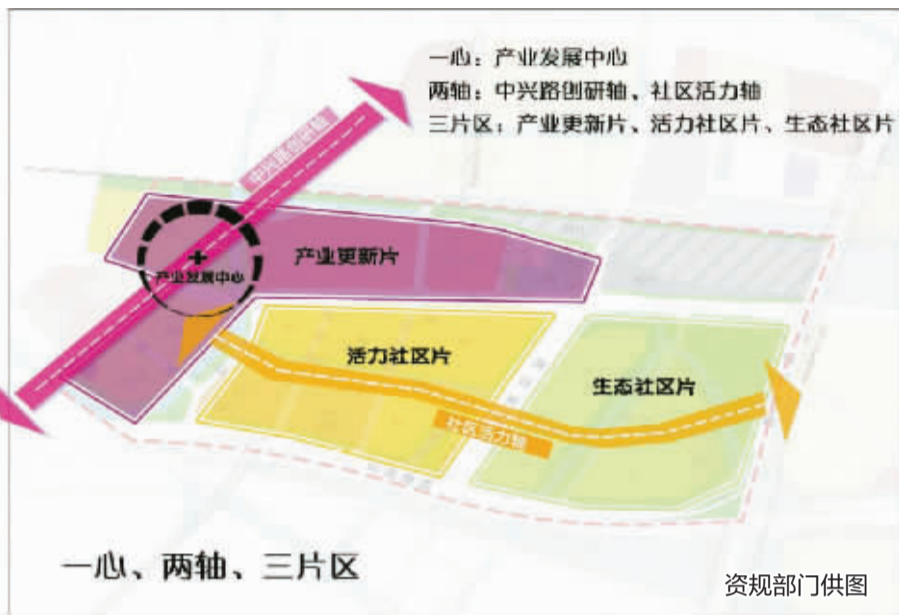 一心：产业发展中心
两轴：中兴路创研轴、社区活力轴
三片区：产业更新片、活力社区片、生态社区片
中兴路创研轴
产业更新片
产业发展中心
活力社区片
生态社区片
社区活力轴
一心、两轴、三片区
资规部门供图